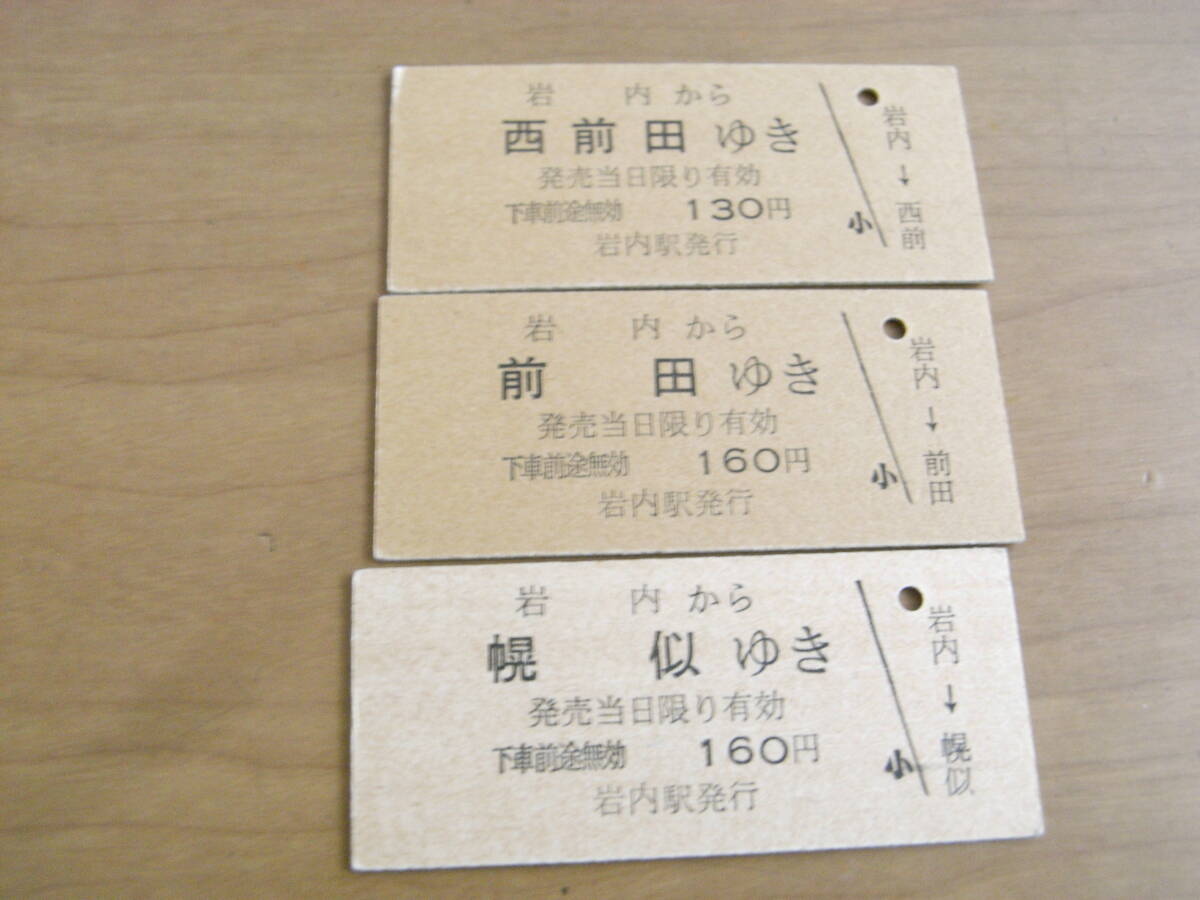 岩内から
西前田ゆき
発売当日限り有効
下車前途無効 130円
岩内駅発行
小
岩内→西前
岩内から
前田ゆき
発売当日限り有効
下車前途無効 160円
岩内駅発行
小
岩内→前田
岩内から
幌似ゆき
発売当日限り有効
下車前途無効 160円
岩内駅発行
小
岩内→幌似